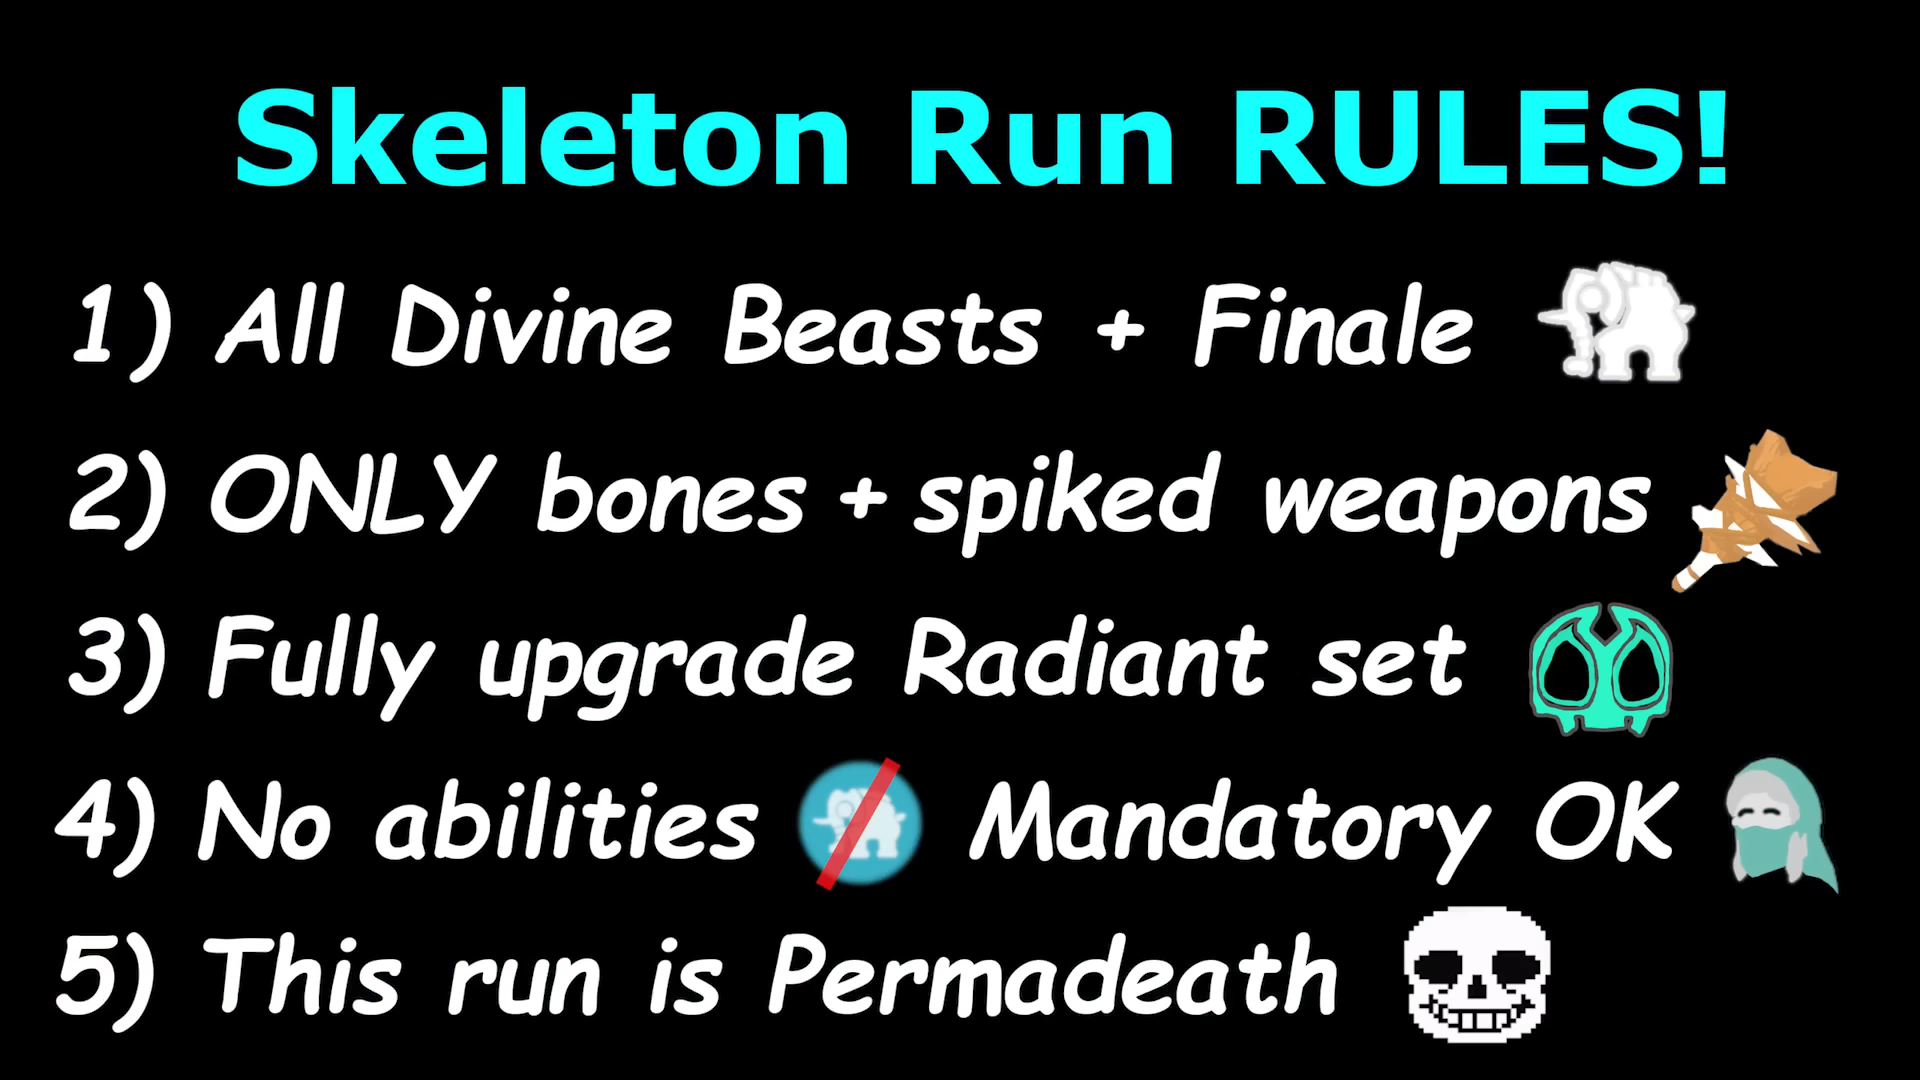 Skeleton Run RULES!
1) All Divine Beasts + Finale
2) ONLY bones + spiked weapons
3) Fully upgrade Radiant set
4) No abilities Mandatory OK
5) This run is Permadeath